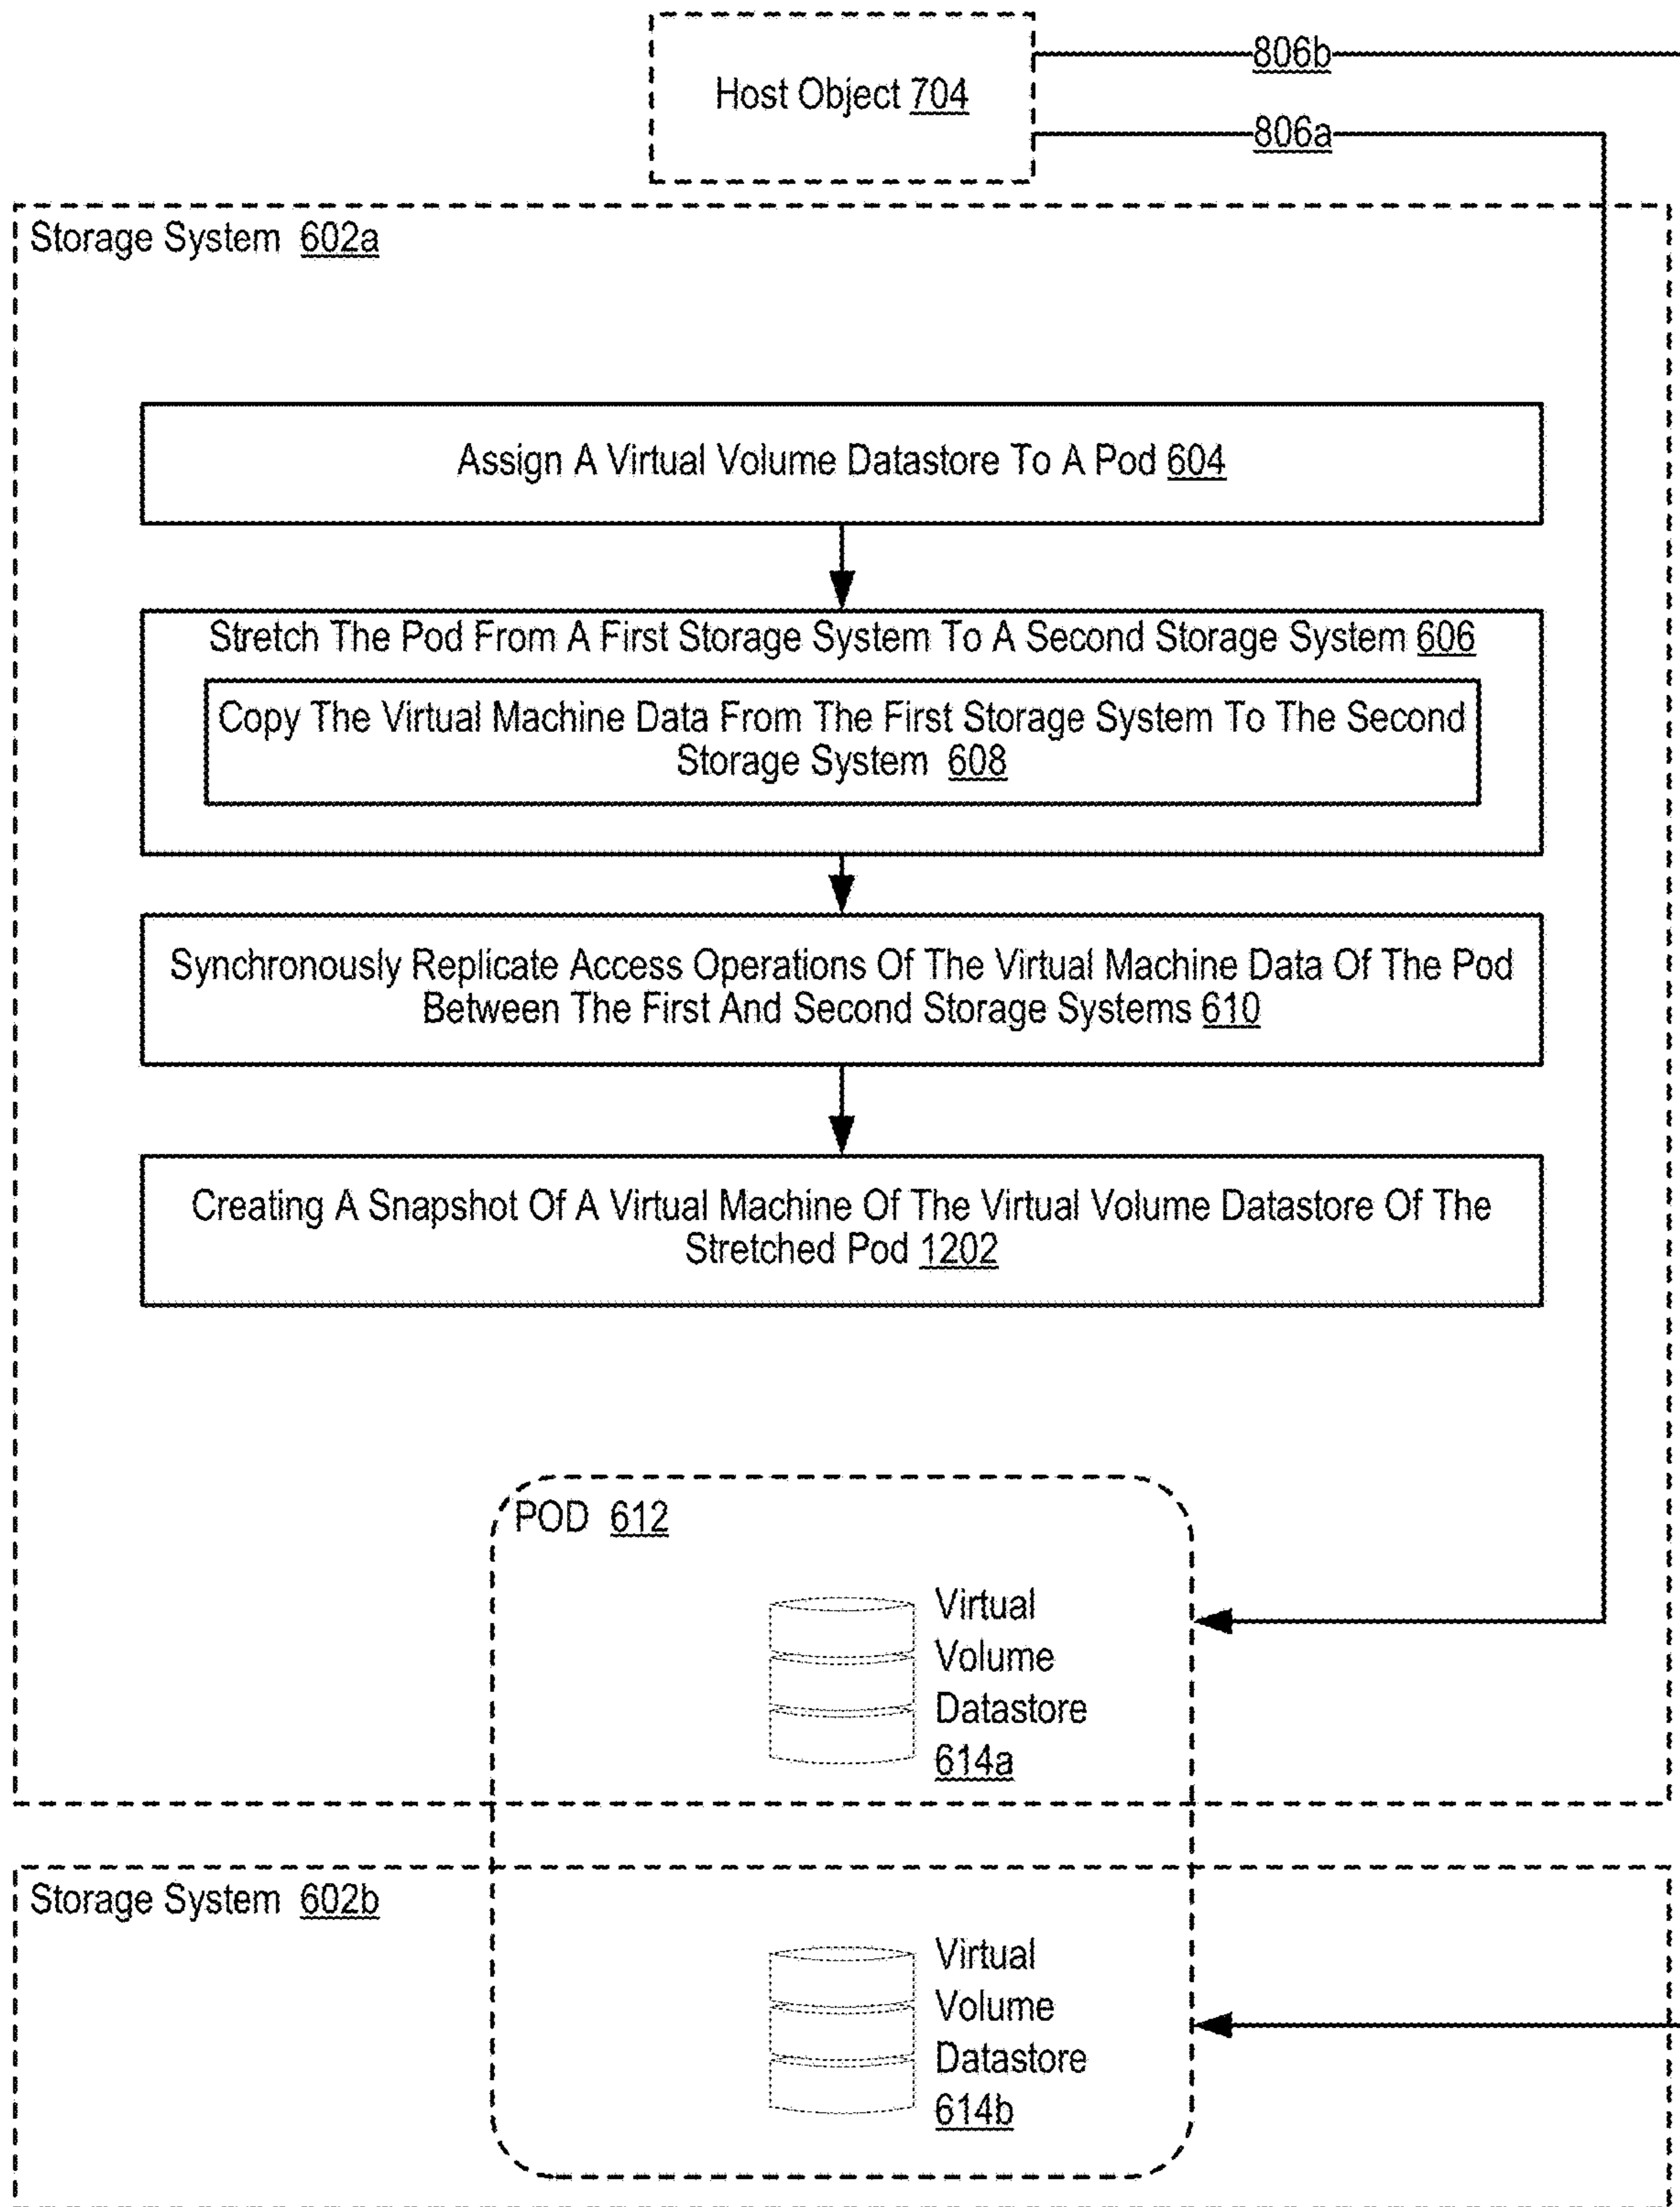 806b
Host Object 704
806a
Storage System 602a
Assign A Virtual Volume Datastore To A Pod 604
Stretch The Pod From A First Storage System To A Second Storage System 606
Copy The Virtual Machine Data From The First Storage System To The Second
Storage System 608
Synchronously Replicate Access Operations Of The Virtual Machine Data Of The Pod
Between The First And Second Storage Systems 610
Creating A Snapshot Of A Virtual Machine Of The Virtual Volume Datastore Of The
Stretched Pod 1202
POD 612
Virtual
Volume
Datastore
614a
Storage System 602b
Virtual
Volume
Datastore
614b